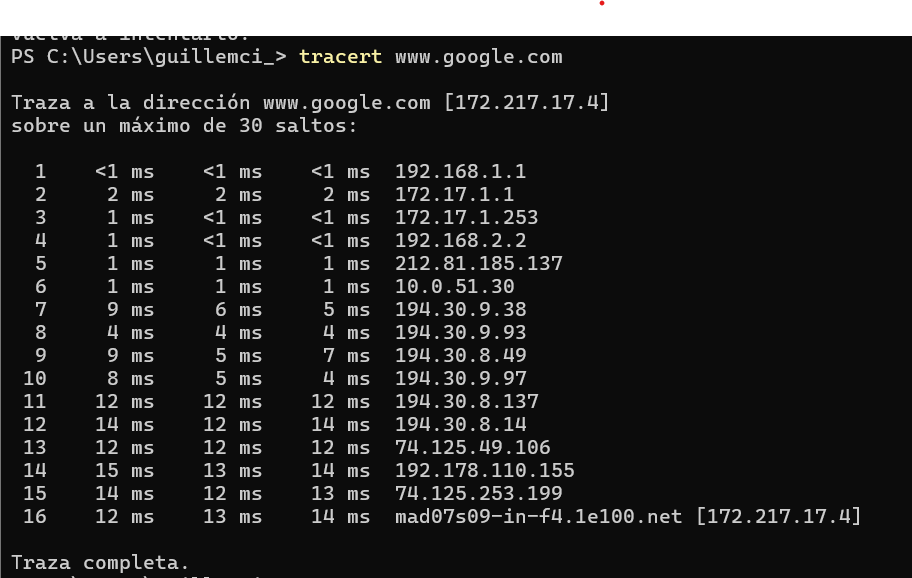 vuelva a intentarlo.
PS C:\Users\guillemci_> tracert www.google.com
Traza a la dirección www.google.com [172.217.17.4]
sobre un máximo de 30 saltos:
1 <1 ms <1 ms <1 ms 192.168.1.1
2 2 ms 2 ms 2 ms 172.17.1.1
3 1 ms <1 ms <1 ms 172.17.1.253
4 1 ms <1 ms <1 ms 192.168.2.2
5 1 ms 1 ms 1 ms 212.81.185.137
6 1 ms 1 ms 1 ms 10.0.51.30
7 9 ms 6 ms 5 ms 194.30.9.38
8 4 ms 4 ms 4 ms 194.30.9.93
9 9 ms 5 ms 7 ms 194.30.8.49
10 8 ms 5 ms 4 ms 194.30.9.97
11 12 ms 12 ms 12 ms 194.30.8.137
12 14 ms 12 ms 14 ms 194.30.8.14
13 12 ms 12 ms 12 ms 74.125.49.106
14 15 ms 13 ms 14 ms 192.178.110.155
15 14 ms 12 ms 13 ms 74.125.253.199
16 12 ms 13 ms 14 ms mad07s09-in-f4.1e100.net [172.217.17.4]
Traza completa.